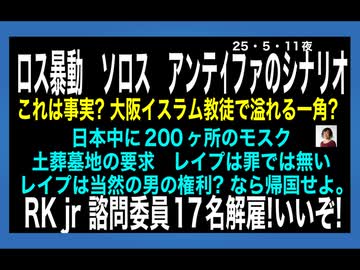 25・5・11夜
ロス暴動　ソロス　アンティファのシナリオ
これは事実？大阪イスラム教徒で溢れる一角？
日本中に200ヶ所のモスク
土葬墓地の要求　レイプは罪では無い
レイプは当然の男の権利？なら帰国せよ。
RKjr 諮問委員17名解雇！いいぞ！